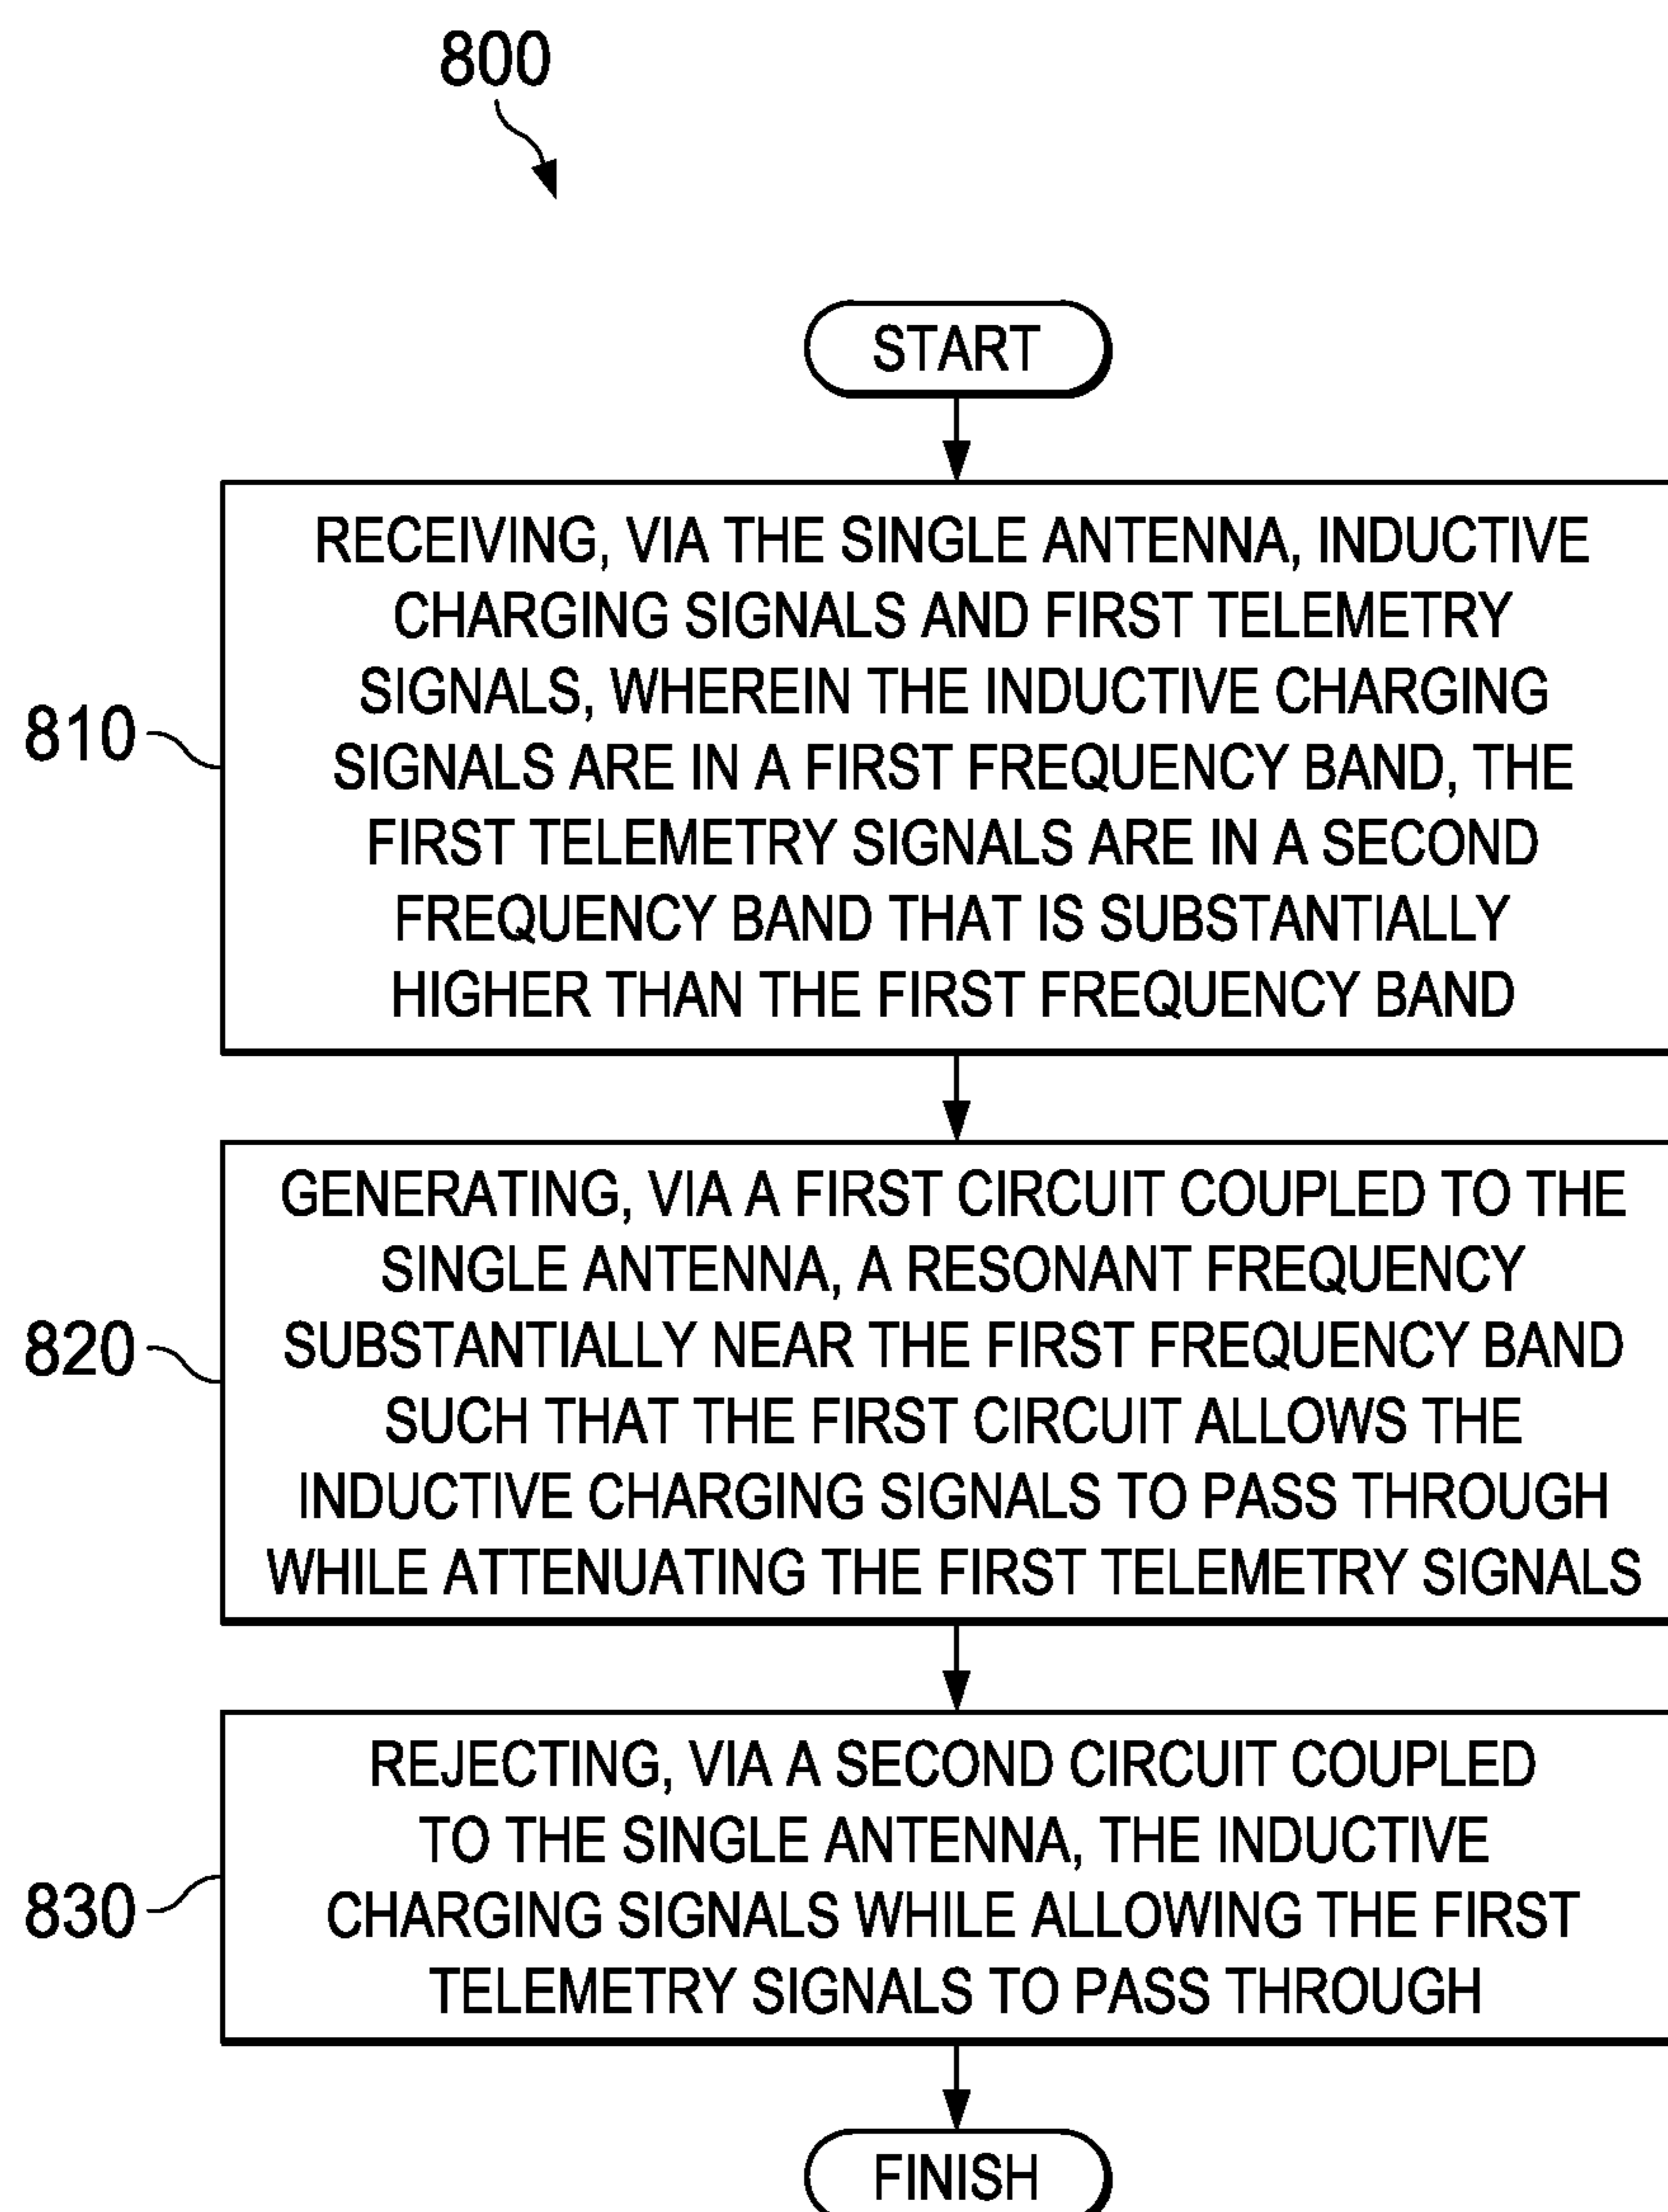 800
START
810
RECEIVING, VIA THE SINGLE ANTENNA, INDUCTIVE
CHARGING SIGNALS AND FIRST TELEMETRY
SIGNALS, WHEREIN THE INDUCTIVE CHARGING
SIGNALS ARE IN A FIRST FREQUENCY BAND, THE
FIRST TELEMETRY SIGNALS ARE IN A SECOND
FREQUENCY BAND THAT IS SUBSTANTIALLY
HIGHER THAN THE FIRST FREQUENCY BAND
820
GENERATING, VIA A FIRST CIRCUIT COUPLED TO THE
SINGLE ANTENNA, A RESONANT FREQUENCY
SUBSTANTIALLY NEAR THE FIRST FREQUENCY BAND
SUCH THAT THE FIRST CIRCUIT ALLOWS THE
INDUCTIVE CHARGING SIGNALS TO PASS THROUGH
WHILE ATTENUATING THE FIRST TELEMETRY SIGNALS
830
REJECTING, VIA A SECOND CIRCUIT COUPLED
TO THE SINGLE ANTENNA, THE INDUCTIVE
CHARGING SIGNALS WHILE ALLOWING THE FIRST
TELEMETRY SIGNALS TO PASS THROUGH
FINISH